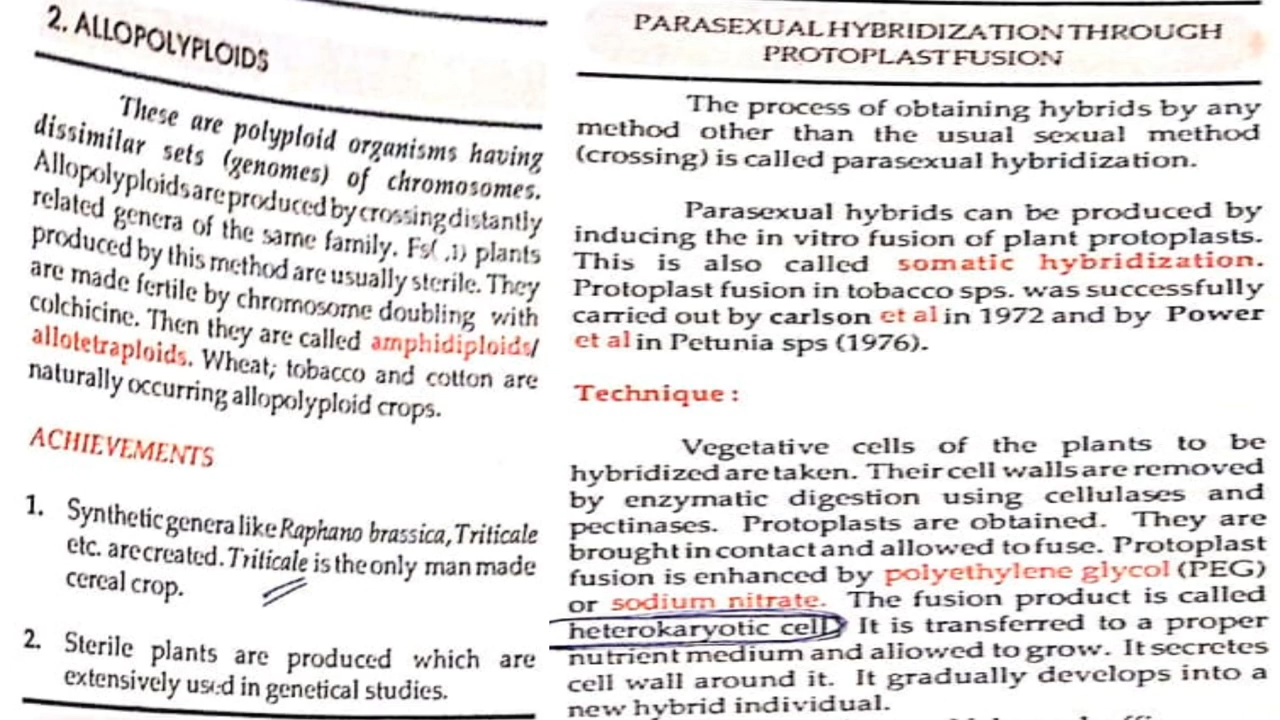 2. ALLOPOLYPLOIDS
These are polyploid organisms having
dissimilar sets (genomes) of chromosomes.
Allopolyploids are produced by crossing distantly
related genera of the same family. Fs( ,1) plants
produced by this method are usually sterile. They
are made fertile by chromosome doubling with
colchicine. Then they are called amphidiploids/
allotetraploids. Wheat; tobacco and cotton are
naturally occurring allopolyploid crops.
ACHIEVEMENTS
1. Synthetic genera like Raphano brassica, Triticale
etc. are created. Triticale is the only man made
cereal crop.
2. Sterile plants are produced which are
extensively used in genetical studies.
PARASEXUAL HYBRIDIZATION THROUGH
PROTOPLAST FUSION
The process of obtaining hybrids by any
method other than the usual sexual method
(crossing) is called parasexual hybridization.
Parasexual hybrids can be produced by
inducing the in vitro fusion of plant protoplasts.
This is also called somatic hybridization.
Protoplast fusion in tobacco sps. was successfully
carried out by carlson et al in 1972 and by Power
et al in Petunia sps (1976).
Technique :
Vegetative cells of the plants to be
hybridized are taken. Their cell walls are removed
by enzymatic digestion using cellulases and
pectinases. Protoplasts are obtained. They are
brought in contact and allowed to fuse. Protoplast
fusion is enhanced by polyethylene glycol (PEG)
or sodium nitrate. The fusion product is called
heterokaryotic cell. It is transferred to a proper
nutrient medium and allowed to grow. It secretes
cell wall around it. It gradually develops into a
new hybrid individual.